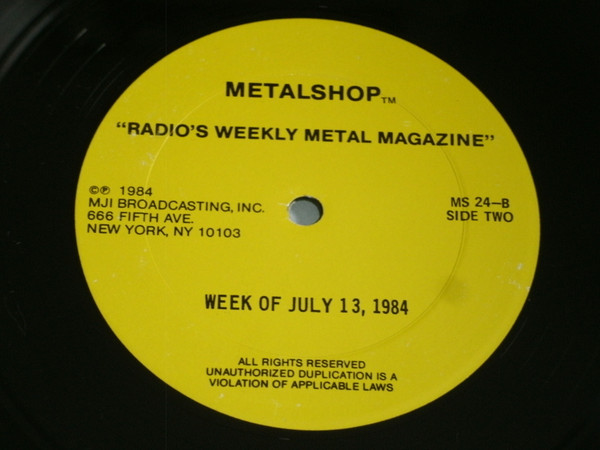 METALSHOP™
“RADIO'S WEEKLY METAL MAGAZINE”
©℗ 1984
MJI BROADCASTING, INC.
666 FIFTH AVE.
NEW YORK, NY 10103
MS 24—B
SIDE TWO
WEEK OF JULY 13, 1984
ALL RIGHTS RESERVED
UNAUTHORIZED DUPLICATION IS A
VIOLATION OF APPLICABLE LAWS